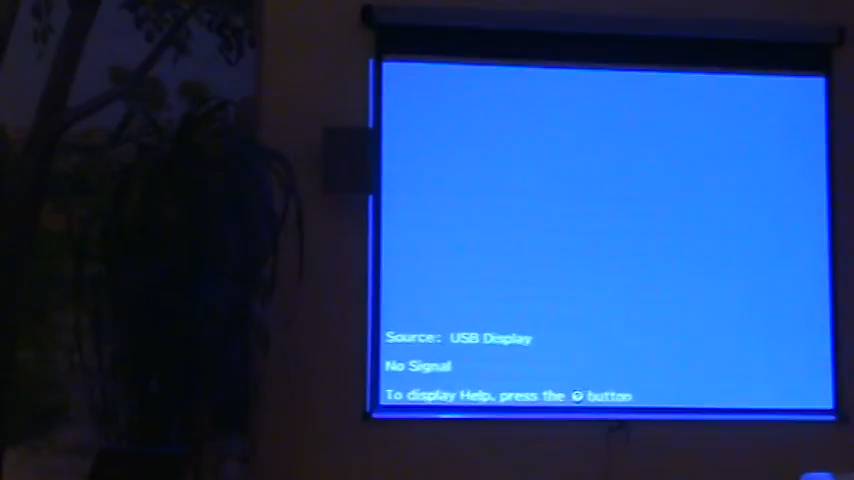 Source: USB Display
No Signal
To display Help, press the ? button